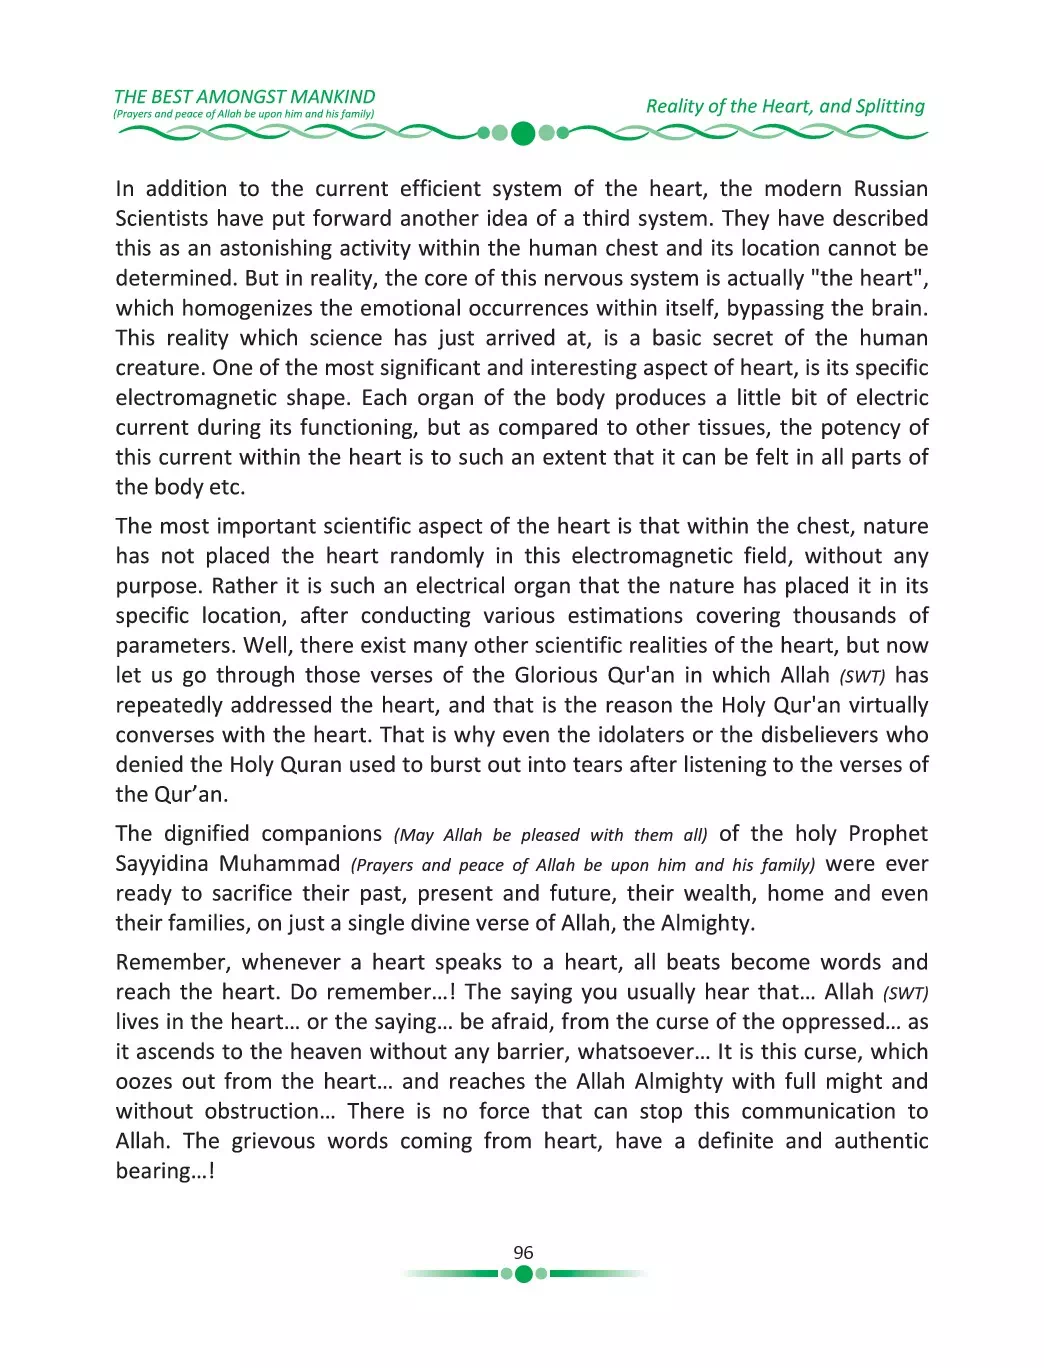 THE BEST AMONGST MANKIND
(Prayers and peace of Allah be upon him and his family)
Reality of the Heart, and Splitting
In addition to the current efficient system of the heart, the modern Russian
Scientists have put forward another idea of a third system. They have described
this as an astonishing activity within the human chest and its location cannot be
determined. But in reality, the core of this nervous system is actually "the heart",
which homogenizes the emotional occurrences within itself, bypassing the brain.
This reality which science has just arrived at, is a basic secret of the human
creature. One of the most significant and interesting aspect of heart, is its specific
electromagnetic shape. Each organ of the body produces a little bit of electric
current during its functioning, but as compared to other tissues, the potency of
this current within the heart is to such an extent that it can be felt in all parts of
the body etc.
The most important scientific aspect of the heart is that within the chest, nature
has not placed the heart randomly in this electromagnetic field, without any
purpose. Rather it is such an electrical organ that the nature has placed it in its
specific location, after conducting various estimations covering thousands of
parameters. Well, there exist many other scientific realities of the heart, but now
let us go through those verses of the Glorious Qur'an in which Allah (SWT) has
repeatedly addressed the heart, and that is the reason the Holy Qur'an virtually
converses with the heart. That is why even the idolaters or the disbelievers who
denied the Holy Quran used to burst out into tears after listening to the verses of
the Qur’an.
The dignified companions (May Allah be pleased with them all) of the holy Prophet
Sayyidina Muhammad (Prayers and peace of Allah be upon him and his family) were ever
ready to sacrifice their past, present and future, their wealth, home and even
their families, on just a single divine verse of Allah, the Almighty.
Remember, whenever a heart speaks to a heart, all beats become words and
reach the heart. Do remember…! The saying you usually hear that… Allah (SWT)
lives in the heart… or the saying… be afraid, from the curse of the oppressed… as
it ascends to the heaven without any barrier, whatsoever… It is this curse, which
oozes out from the heart… and reaches the Allah Almighty with full might and
without obstruction… There is no force that can stop this communication to
Allah. The grievous words coming from heart, have a definite and authentic
bearing…!
96